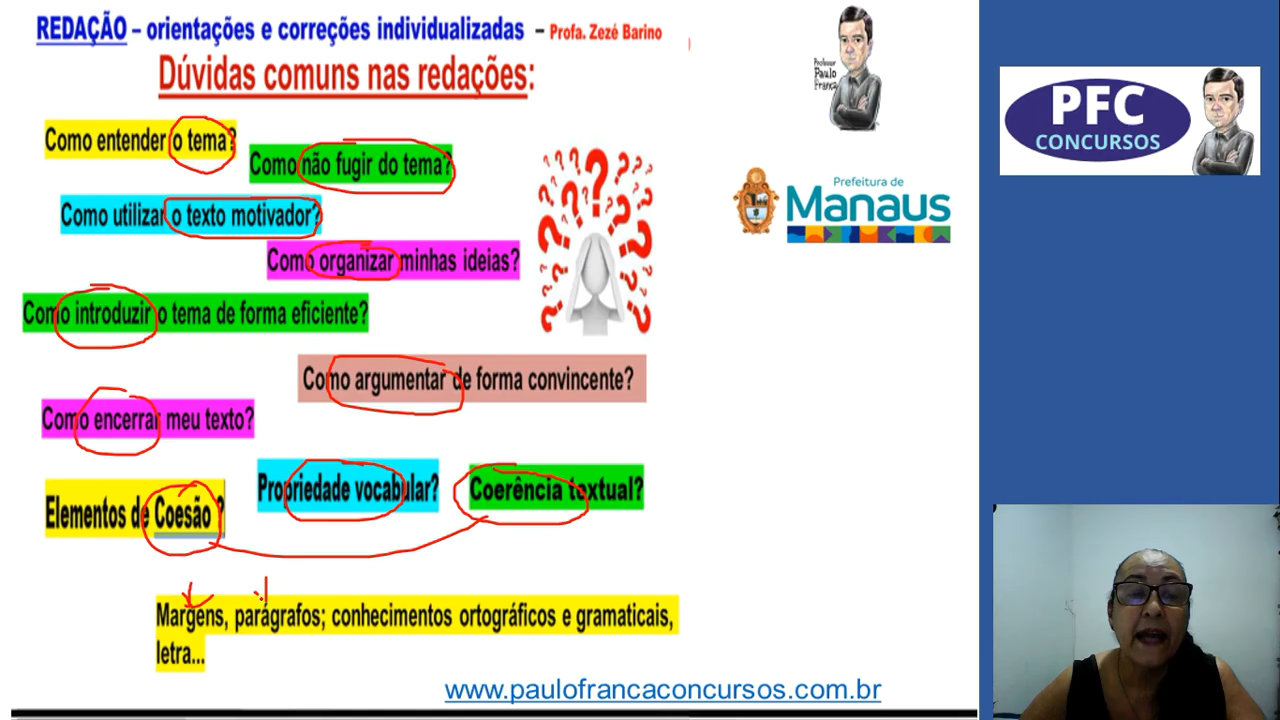 REDAÇÃO – orientações e correções individualizadas – Profa. Zezé Barino
Dúvidas comuns nas redações:
Professor
Paulo
França
PFC
CONCURSOS
Como entender o tema?
Como não fugir do tema?
Como utilizar o texto motivador?
Prefeitura de
Manaus
Como organizar minhas ideias?
Como introduzir o tema de forma eficiente?
Como argumentar de forma convincente?
Como encerrar meu texto?
Propriedade vocabular?
Coerência textual?
Elementos de Coesão ?
Margens, parágrafos; conhecimentos ortográficos e gramaticais,
letra...
www.paulofrancaconcursos.com.br